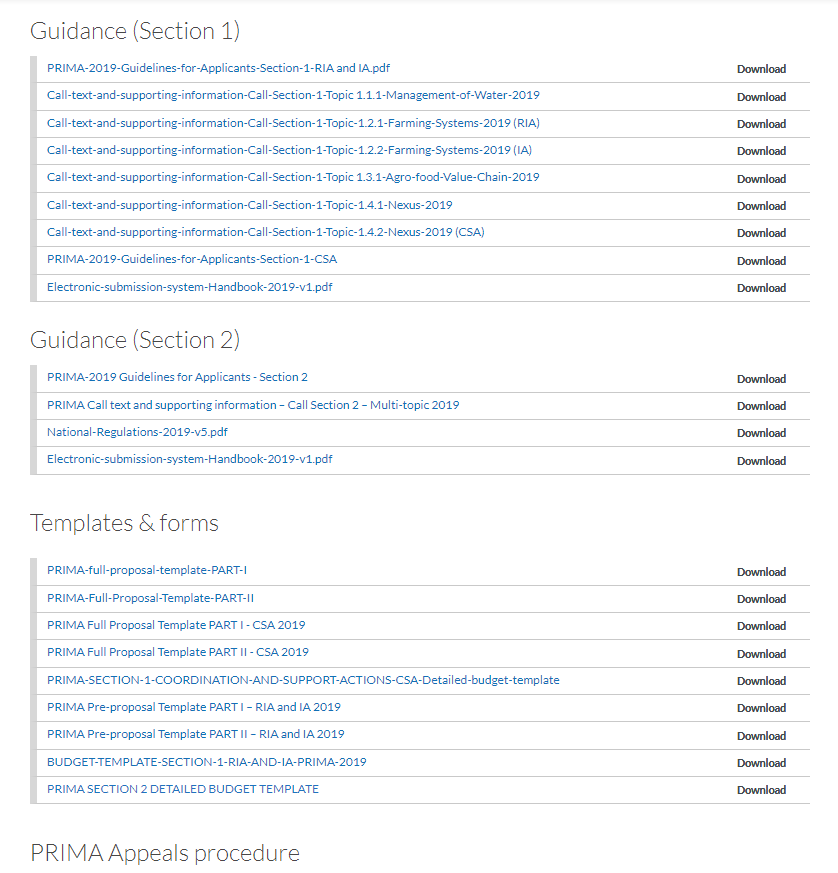 Guidance (Section 1)
PRIMA-2019-Guidelines-for-Applicants-Section-1-RIA and IA.pdf Download
Call-text-and-supporting-information-Call-Section-1-Topic 1.1.1-Management-of-Water-2019 Download
Call-text-and-supporting-information-Call-Section-1-Topic-1.2.1-Farming-Systems-2019 (RIA) Download
Call-text-and-supporting-information-Call-Section-1-Topic-1.2.2-Farming-Systems-2019 (IA) Download
Call-text-and-supporting-information-Call-Section-1-Topic 1.3.1-Agro-food-Value-Chain-2019 Download
Call-text-and-supporting-information-Call-Section-1-Topic-1.4.1-Nexus-2019 Download
Call-text-and-supporting-information-Call-Section-1-Topic-1.4.2-Nexus-2019 (CSA) Download
PRIMA-2019-Guidelines-for-Applicants-Section-1-CSA Download
Electronic-submission-system-Handbook-2019-v1.pdf Download
Guidance (Section 2)
PRIMA-2019 Guidelines for Applicants - Section 2 Download
PRIMA Call text and supporting information – Call Section 2 – Multi-topic 2019 Download
National-Regulations-2019-v5.pdf Download
Electronic-submission-system-Handbook-2019-v1.pdf Download
Templates & forms
PRIMA-full-proposal-template-PART-I Download
PRIMA-Full-Proposal-Template-PART-II Download
PRIMA Full Proposal Template PART I - CSA 2019 Download
PRIMA Full Proposal Template PART II - CSA 2019 Download
PRIMA-SECTION-1-COORDINATION-AND-SUPPORT-ACTIONS-CSA-Detailed-budget-template Download
PRIMA Pre-proposal Template PART I – RIA and IA 2019 Download
PRIMA Pre-proposal Template PART II – RIA and IA 2019 Download
BUDGET-TEMPLATE-SECTION-1-RIA-AND-IA-PRIMA-2019 Download
PRIMA SECTION 2 DETAILED BUDGET TEMPLATE Download
PRIMA Appeals procedure